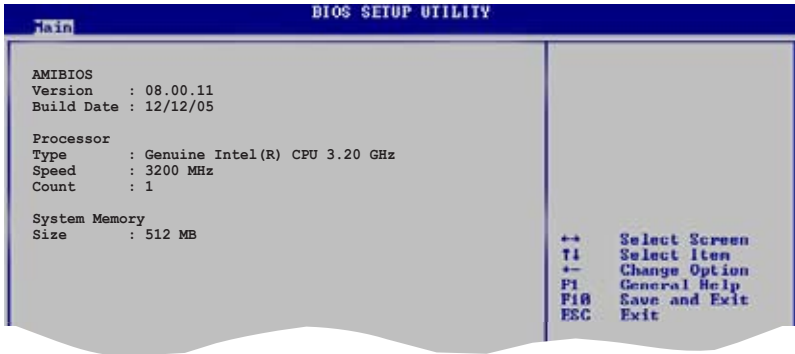 BIOS SETUP UTILITY
Main
AMIBIOS
Version : 08.00.11
Build Date : 12/12/05
Processor
Type : Genuine Intel(R) CPU 3.20 GHz
Speed : 3200 MHz
Count : 1
System Memory
Size : 512 MB
←→ Select Screen
↑↓ Select Item
+- Change Option
F1 General Help
F10 Save and Exit
ESC Exit